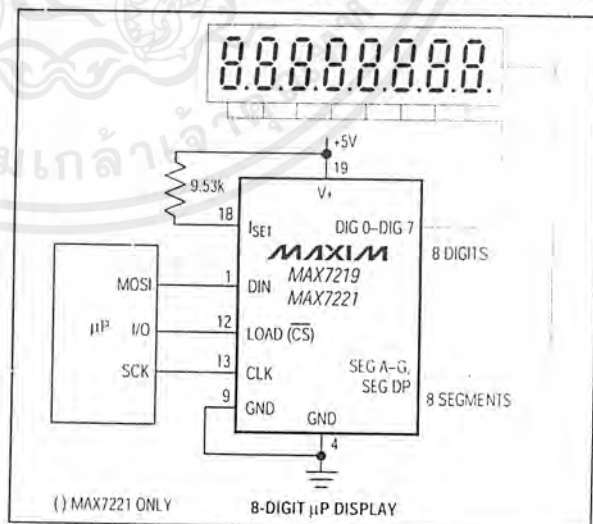 8.8.8.8.8.8.8.8.
+5V
19
9.53k
V+
18
ISET
DIG 0–DIG 7
8 DIGITS
MAXIM
MAX7219
MAX7221
MOSI
1
DIN
µP
I/O
12
LOAD (C̅S̅)
SCK
13
CLK
SEG A–G,
SEG DP
8 SEGMENTS
9
GND
GND
4
( ) MAX7221 ONLY
8-DIGIT µP DISPLAY